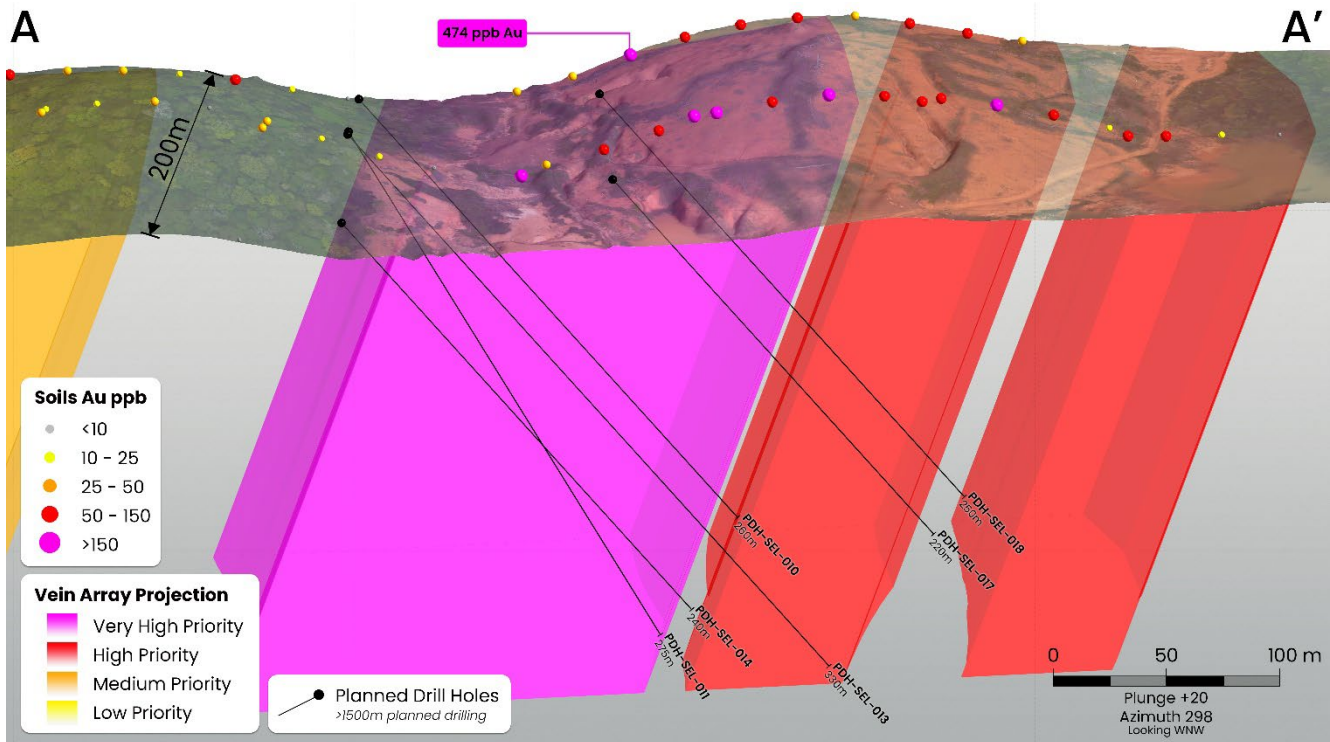 A
A′
474 ppb Au
200m
Soils Au ppb
<10
10 - 25
25 - 50
50 - 150
>150
Vein Array Projection
Very High Priority
High Priority
Medium Priority
Low Priority
Planned Drill Holes
>1500m planned drilling
PDH-SEL-010
260m
PDH-SEL-018
250m
PDH-SEL-017
220m
PDH-SEL-014
240m
PDH-SEL-011
275m
PDH-SEL-013
330m
0 50 100 m
Plunge +20
Azimuth 298
Looking WNW